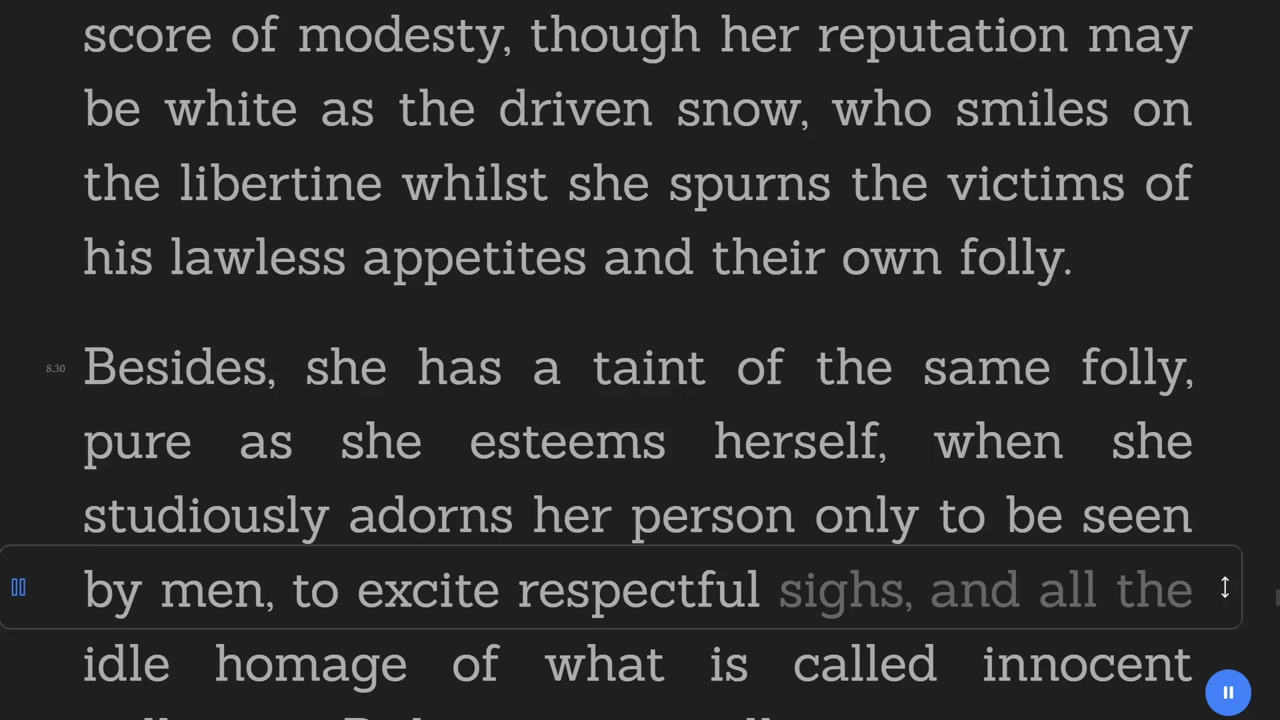 score of modesty, though her reputation may
be white as the driven snow, who smiles on
the libertine whilst she spurns the victims of
his lawless appetites and their own folly.
8.30
Besides, she has a taint of the same folly,
pure as she esteems herself, when she
studiously adorns her person only to be seen
by men, to excite respectful sighs, and all the
idle homage of what is called innocent